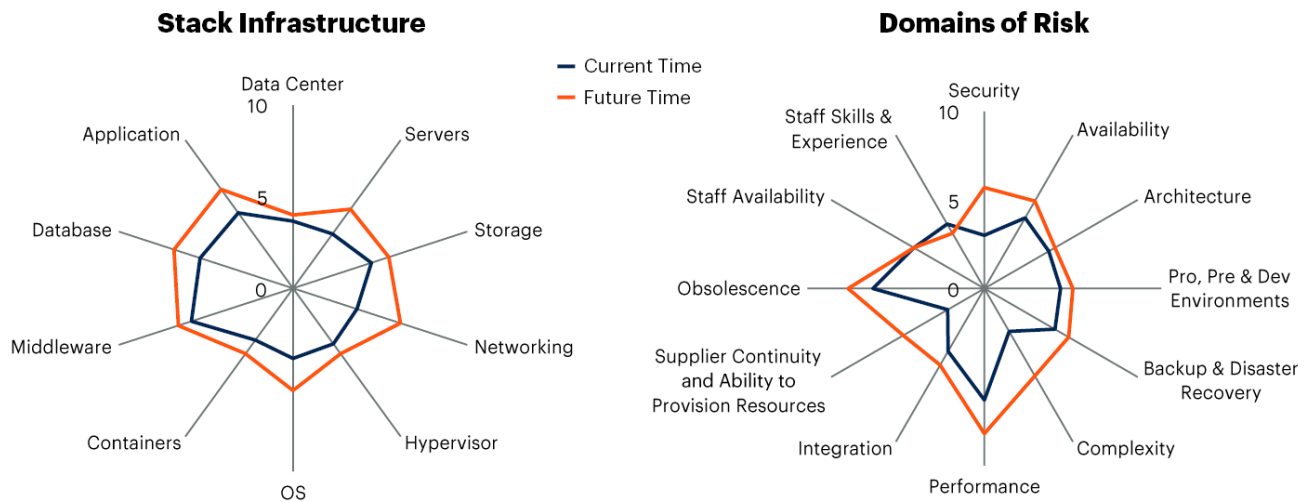 Stack Infrastructure
Domains of Risk
Current Time
Future Time
Data Center
10
Application
Servers
5
Database
Storage
0
Middleware
Networking
Containers
Hypervisor
OS
Security
10
Staff Skills &
Experience
Availability
5
Staff Availability
Architecture
Obsolescence
0
Pro, Pre & Dev
Environments
Supplier Continuity
and Ability to
Provision Resources
Backup & Disaster
Recovery
Integration
Complexity
Performance